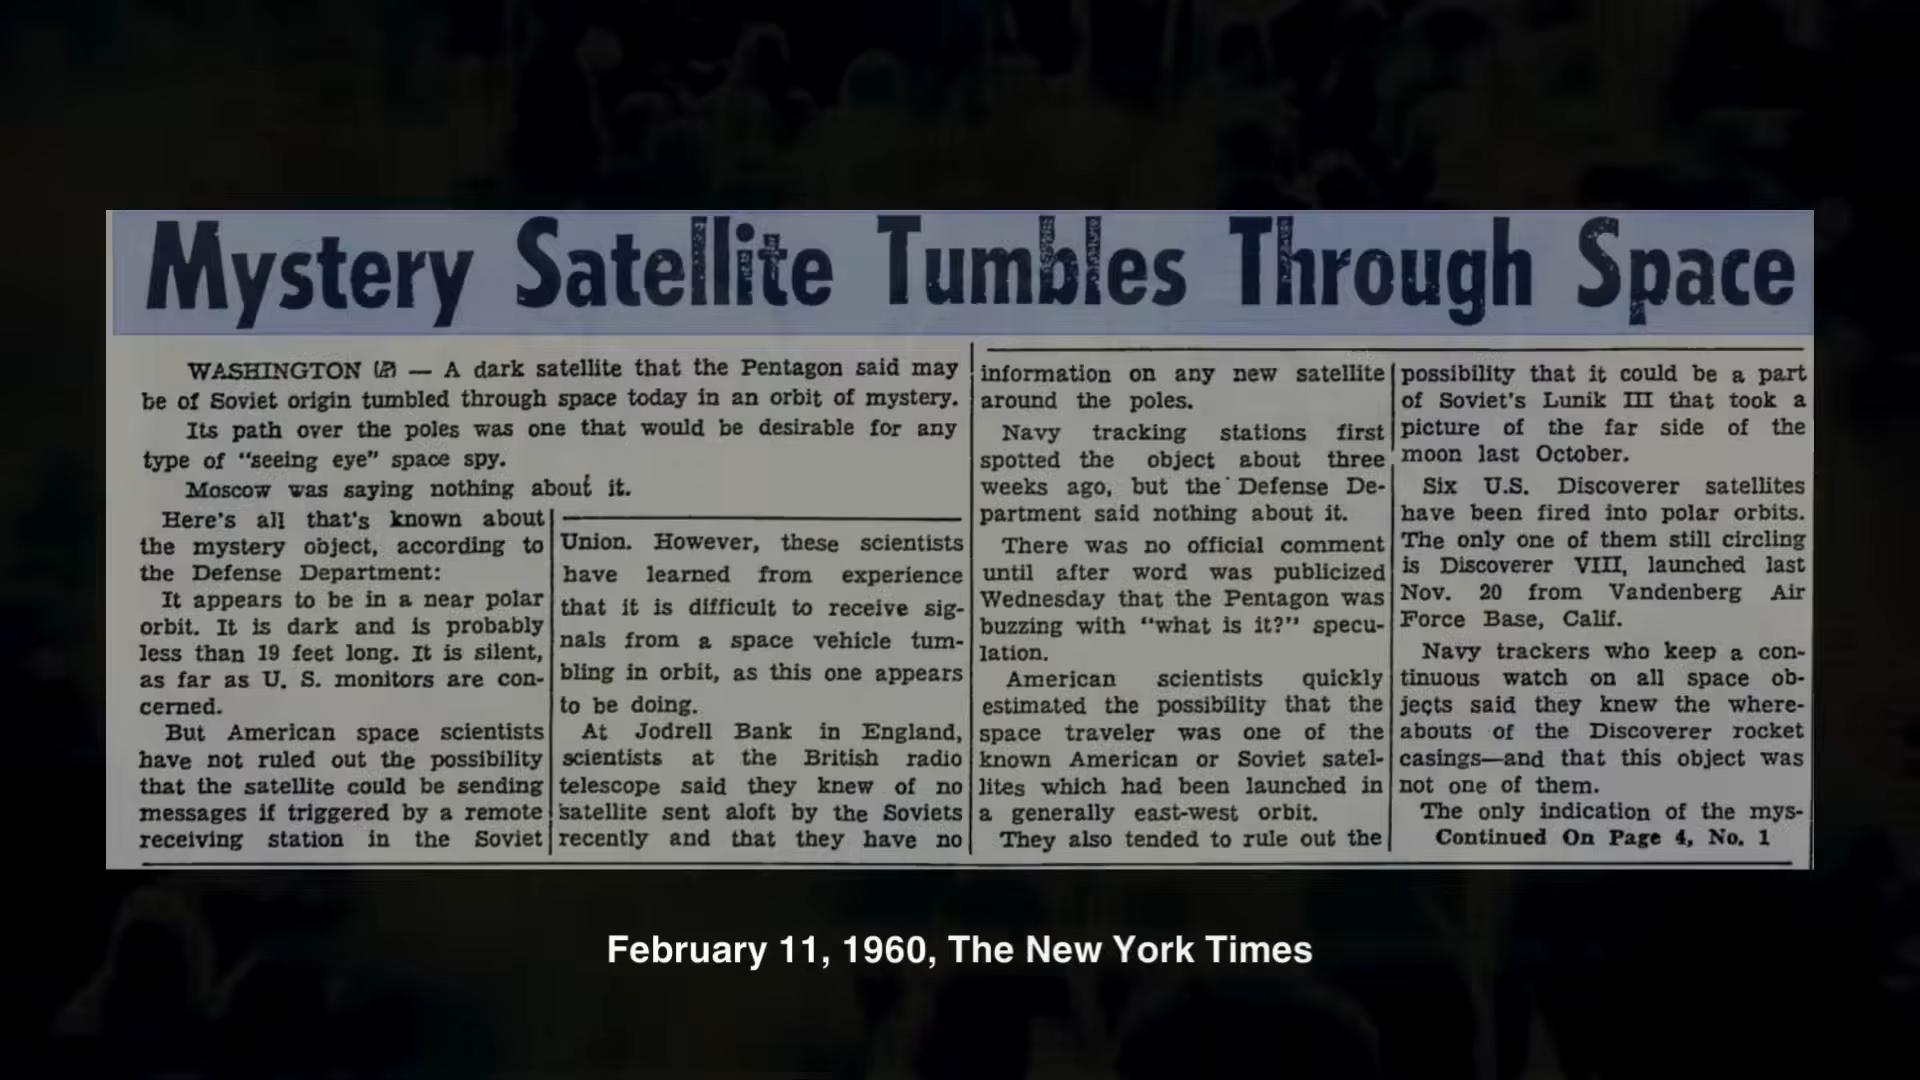 Mystery Satellite Tumbles Through Space
WASHINGTON (AP) — A dark satellite that the Pentagon said may
be of Soviet origin tumbled through space today in an orbit of mystery.
Its path over the poles was one that would be desirable for any
type of "seeing eye" space spy.
Moscow was saying nothing about it.
Here's all that's known about
the mystery object, according to
the Defense Department:
It appears to be in a near polar
orbit. It is dark and is probably
less than 19 feet long. It is silent,
as far as U. S. monitors are con-
cerned.
But American space scientists
have not ruled out the possibility
that the satellite could be sending
messages if triggered by a remote
receiving station in the Soviet
Union. However, these scientists
have learned from experience
that it is difficult to receive sig-
nals from a space vehicle tum-
bling in orbit, as this one appears
to be doing.
At Jodrell Bank in England,
scientists at the British radio
telescope said they knew of no
satellite sent aloft by the Soviets
recently and that they have no
information on any new satellite
around the poles.
Navy tracking stations first
spotted the object about three
weeks ago, but the Defense De-
partment said nothing about it.
There was no official comment
until after word was publicized
Wednesday that the Pentagon was
buzzing with "what is it?" specu-
lation.
American scientists quickly
estimated the possibility that the
space traveler was one of the
known American or Soviet satel-
lites which had been launched in
a generally east-west orbit.
They also tended to rule out the
possibility that it could be a part
of Soviet's Lunik III that took a
picture of the far side of the
moon last October.
Six U.S. Discoverer satellites
have been fired into polar orbits.
The only one of them still circling
is Discoverer VIII, launched last
Nov. 20 from Vandenberg Air
Force Base, Calif.
Navy trackers who keep a con-
tinuous watch on all space ob-
jects said they knew the where-
abouts of the Discoverer rocket
casings—and that this object was
not one of them.
The only indication of the mys-
Continued On Page 4, No. 1
February 11, 1960, The New York Times